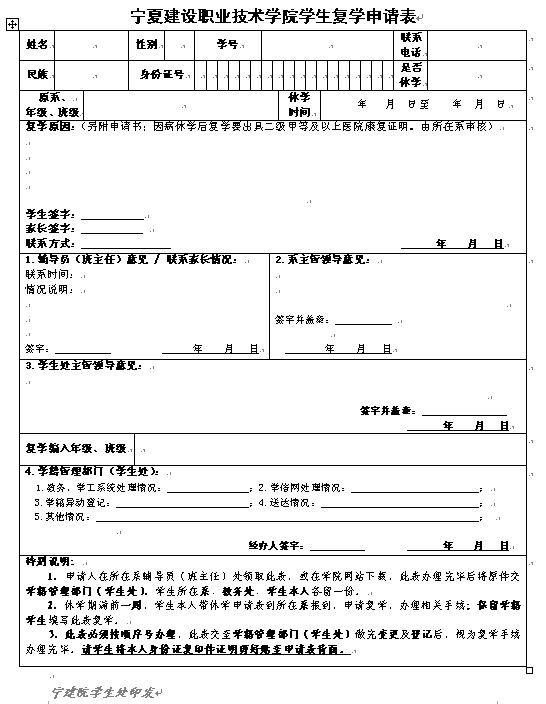 宁夏建设职业技术学院学生复学申请表
姓名 性别 学号 联系电话
民族 身份证号 是否休学
原系、年级、班级 休学时间 年 月 日至 年 月 日
复学原因：（另附申请书；因病休学后复学要出具二级甲等及以上医院康复证明。由所在系审核）
学生签字：
家长签字：
联系方式： 年 月 日
1.辅导员（班主任）意见 / 联系家长情况： 2.系主管领导意见：
联系时间：
情况说明：
签字并盖章：
签字： 年 月 日 年 月 日
3.学生处主管领导意见：
签字并盖章：
年 月 日
复学编入年级、班级
4.学籍管理部门（学生处）：
1.教务、学工系统处理情况： ；2.学信网处理情况： ；
3.学籍异动登记： ；4.送达情况： ；
5.其他情况： ；
经办人签字： 年 月 日
特别说明：
1、申请人在所在系辅导员（班主任）处领取此表，或在学院网站下载，此表办理完毕后将原件交
学籍管理部门（学生处），学生所在系、教务处、学生本人各留一份。
2、休学期满前一周，学生本人带休学申请表到所在系报到，申请复学，办理相关手续；保留学籍
学生填写此表复学。
3、此表必须按顺序号办理，此表交至学籍管理部门（学生处）做完变更及登记后，视为复学手续
办理完毕。请学生将本人身份证复印件证明剪好粘至申请表背面。
宁建院学生处印发